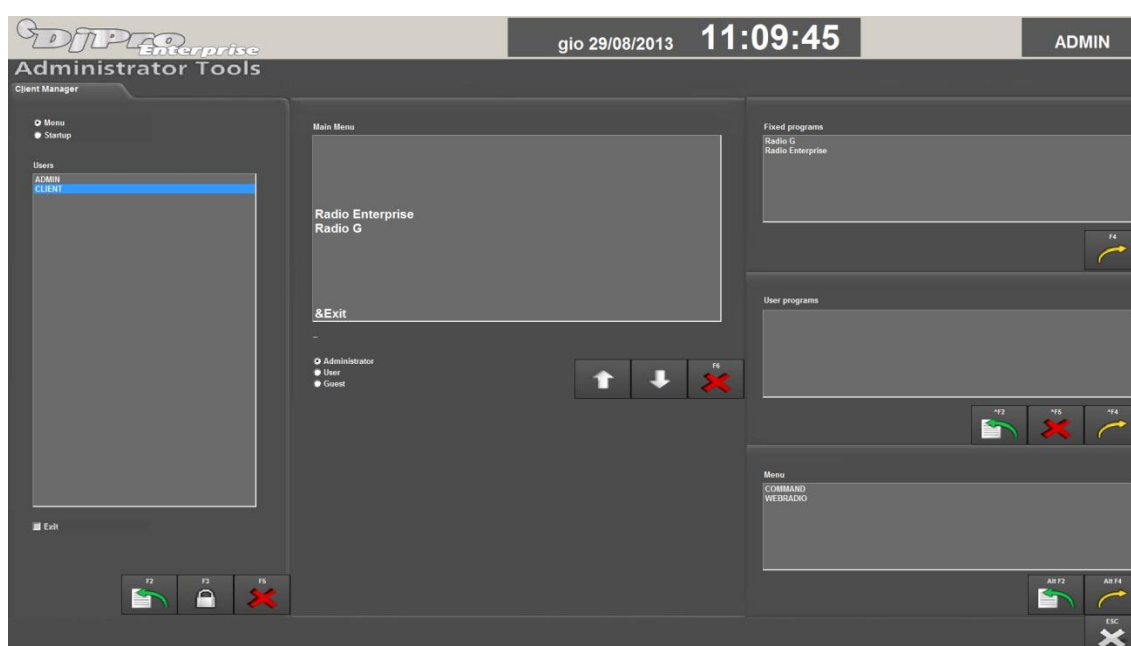 DJPro
Enterprise
gio 29/08/2013 11:09:45
ADMIN
Administrator Tools
Client Manager
Menu
Startup
Users
ADMIN
CLIENT
Exit
F2 F3 F5
Main Menu
Radio Enterprise
Radio G
&Exit
_
Administrator
User
Guest
F6
Fixed programs
Radio G
Radio Enterprise
F4
User programs
^F2 ^F5 ^F4
Menu
COMMAND
WEBRADIO
Alt F2 Alt F4
ESC